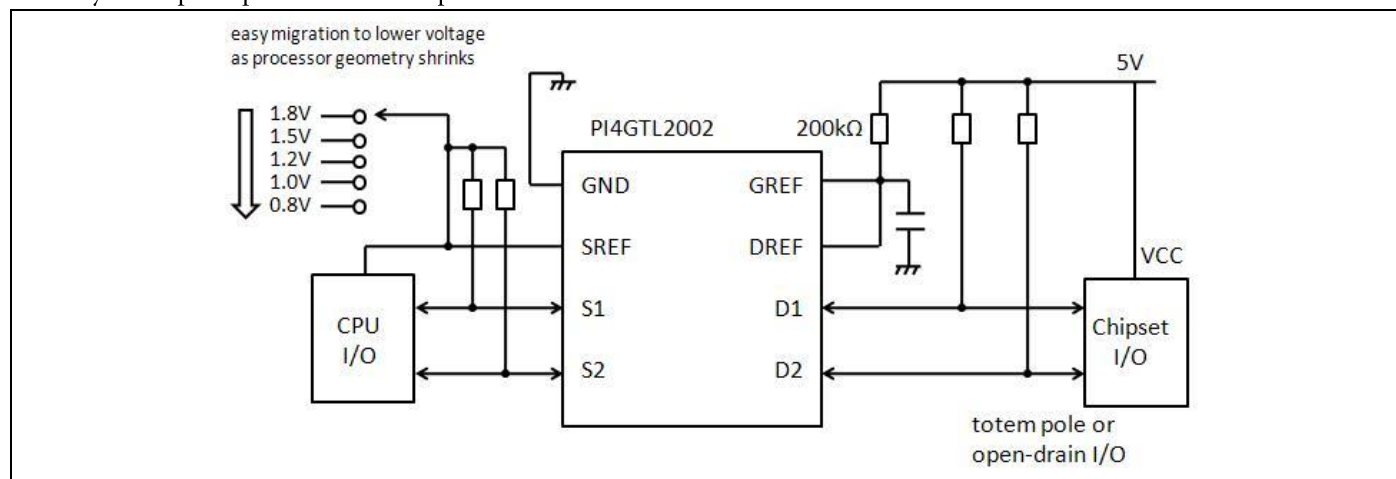 easy migration to lower voltage
as processor geometry shrinks
5V
1.8V
1.5V
1.2V
1.0V
0.8V
PI4GTL2002
200kΩ
GND
GREF
SREF
DREF
VCC
S1
D1
CPU
I/O
Chipset
I/O
S2
D2
totem pole or
open-drain I/O